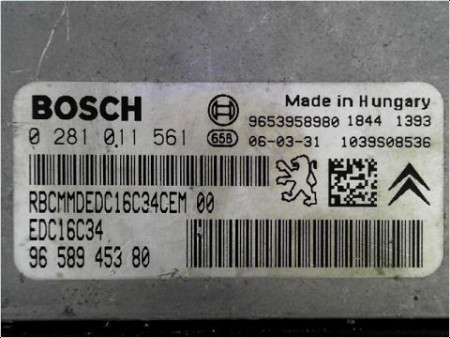 BOSCH
Made in Hungary
9653958980 1844 1393
0 281 011 561 658 06-03-31 1039S08536
RBCMMDEDC16C34CEM 00
EDC16C34
96 589 453 80